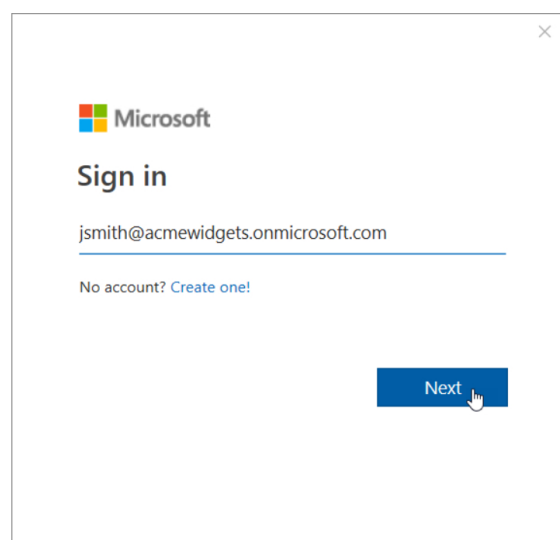 Microsoft
Sign in
jsmith@acmewidgets.onmicrosoft.com
No account? Create one!
Next